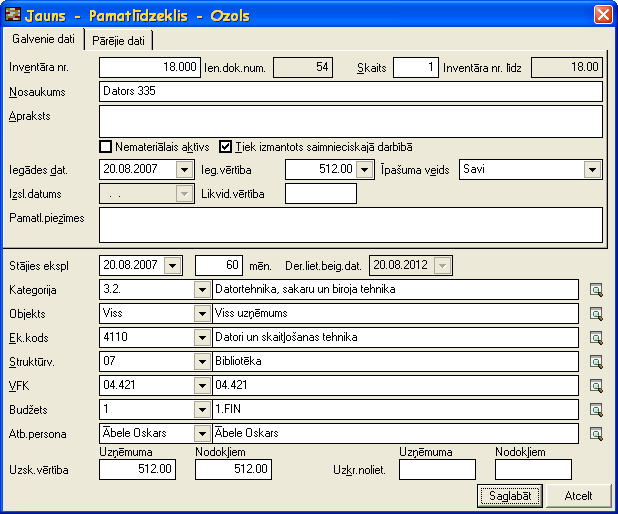 Jauns - Pamatlīdzeklis - Ozols
Galvenie dati Pārējie dati
Inventāra nr. 18.000 Ien.dok.num. 54 Skaits 1 Inventāra nr. līdz 18.00
Nosaukums Dators 335
Apraksts
Nemateriālais aktīvs Tiek izmantots saimnieciskajā darbībā
Iegādes dat. 20.08.2007 Ieg.vērtība 512.00 Īpašuma veids Savi
Izsl.datums . . Likvid.vērtība
Pamatl.piezīmes
Stājies ekspl 20.08.2007 60 mēn. Der.liet.beig.dat. 20.08.2012
Kategorija 3.2. Datortehnika, sakaru un biroja tehnika
Objekts Viss Viss uzņēmums
Ek.kods 4110 Datori un skaitļošanas tehnika
Struktūrv. 07 Bibliotēka
VFK 04.421 04.421
Budžets 1 1.FIN
Atb.persona Ābele Oskars Ābele Oskars
Uzņēmuma Nodokļiem Uzņēmuma Nodokļiem
Uzsk.vērtība 512.00 512.00 Uzkr.noliet.
Saglabāt Atcelt